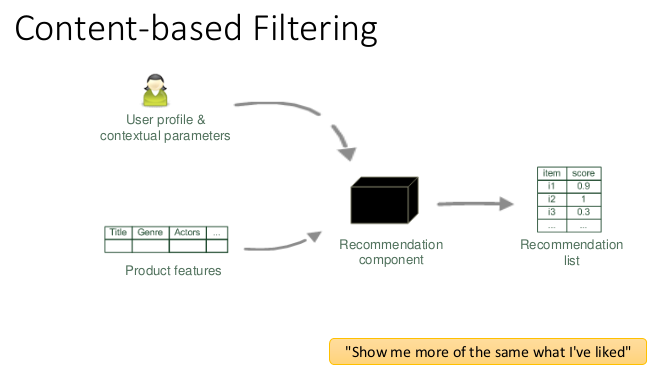 Content-based Filtering
User profile &
contextual parameters
Title Genre Actors ...
Product features
Recommendation
component
item score
i1 0.9
i2 1
i3 0.3
... ...
Recommendation
list
"Show me more of the same what I've liked"